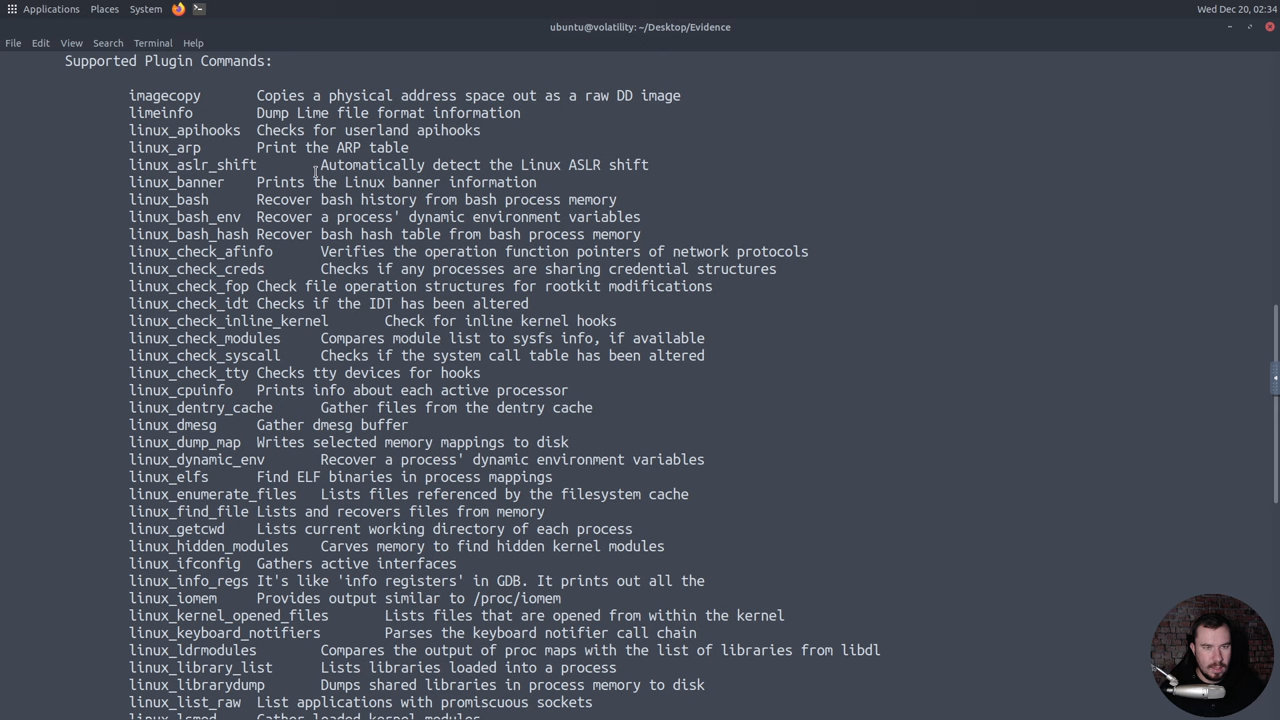 Applications Places System
Wed Dec 20, 02:34
ubuntu@volatility: ~/Desktop/Evidence
File Edit View Search Terminal Help
Supported Plugin Commands:
imagecopy Copies a physical address space out as a raw DD image
limeinfo Dump Lime file format information
linux_apihooks Checks for userland apihooks
linux_arp Print the ARP table
linux_aslr_shift Automatically detect the Linux ASLR shift
linux_banner Prints the Linux banner information
linux_bash Recover bash history from bash process memory
linux_bash_env Recover a process' dynamic environment variables
linux_bash_hash Recover bash hash table from bash process memory
linux_check_afinfo Verifies the operation function pointers of network protocols
linux_check_creds Checks if any processes are sharing credential structures
linux_check_fop Check file operation structures for rootkit modifications
linux_check_idt Checks if the IDT has been altered
linux_check_inline_kernel Check for inline kernel hooks
linux_check_modules Compares module list to sysfs info, if available
linux_check_syscall Checks if the system call table has been altered
linux_check_tty Checks tty devices for hooks
linux_cpuinfo Prints info about each active processor
linux_dentry_cache Gather files from the dentry cache
linux_dmesg Gather dmesg buffer
linux_dump_map Writes selected memory mappings to disk
linux_dynamic_env Recover a process' dynamic environment variables
linux_elfs Find ELF binaries in process mappings
linux_enumerate_files Lists files referenced by the filesystem cache
linux_find_file Lists and recovers files from memory
linux_getcwd Lists current working directory of each process
linux_hidden_modules Carves memory to find hidden kernel modules
linux_ifconfig Gathers active interfaces
linux_info_regs It's like 'info registers' in GDB. It prints out all the
linux_iomem Provides output similar to /proc/iomem
linux_kernel_opened_files Lists files that are opened from within the kernel
linux_keyboard_notifiers Parses the keyboard notifier call chain
linux_ldrmodules Compares the output of proc maps with the list of libraries from libdl
linux_library_list Lists libraries loaded into a process
linux_librarydump Dumps shared libraries in process memory to disk
linux_list_raw List applications with promiscuous sockets
linux_lsmod Gather loaded kernel modules